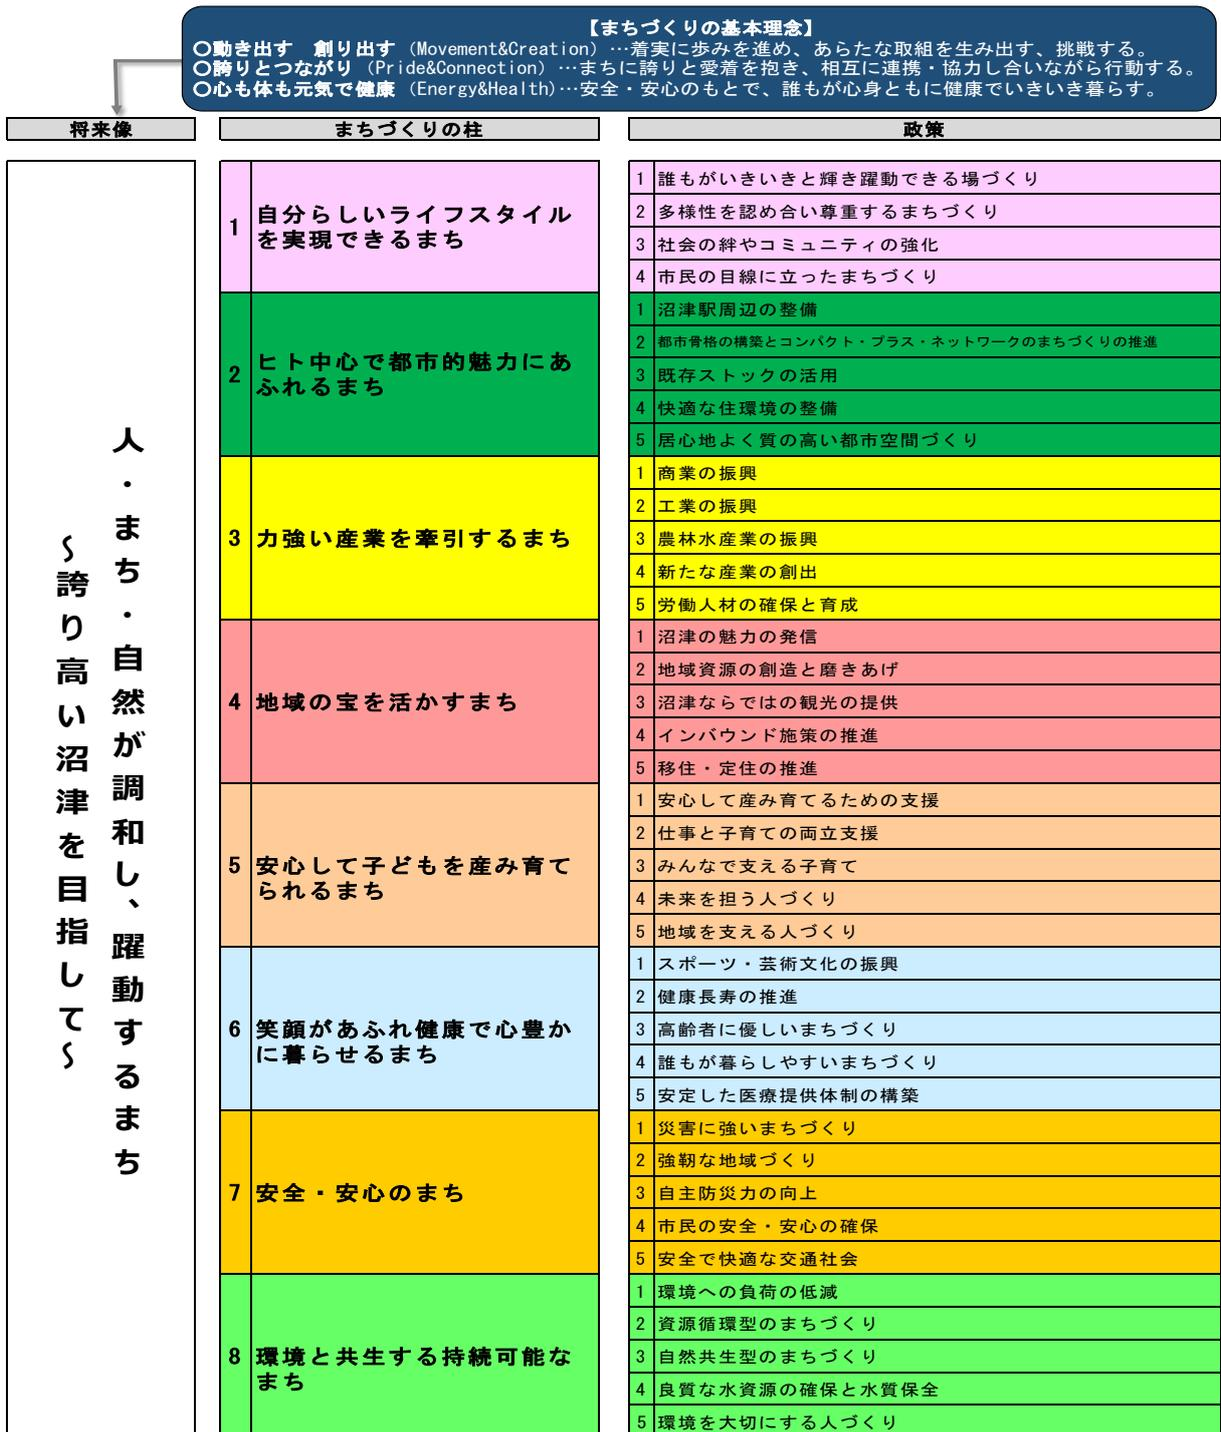 【まちづくりの基本理念】
〇動き出す　創り出す（Movement&Creation）…着実に歩みを進め、あらたな取組を生み出す、挑戦する。
〇誇りとつながり（Pride&Connection）…まちに誇りと愛着を抱き、相互に連携・協力し合いながら行動する。
〇心も体も元気で健康（Energy&Health）…安全・安心のもとで、誰もが心身ともに健康でいきいき暮らす。
将来像
まちづくりの柱
政策
人・まち・自然が調和し、躍動するまち
～誇り高い沼津を目指して～
1 自分らしいライフスタイル
を実現できるまち
1 誰もがいきいきと輝き躍動できる場づくり
2 多様性を認め合い尊重するまちづくり
3 社会の絆やコミュニティの強化
4 市民の目線に立ったまちづくり
2 ヒト中心で都市的魅力にあ
ふれるまち
1 沼津駅周辺の整備
2 都市骨格の構築とコンパクト・プラス・ネットワークのまちづくりの推進
3 既存ストックの活用
4 快適な住環境の整備
5 居心地よく質の高い都市空間づくり
3 力強い産業を牽引するまち
1 商業の振興
2 工業の振興
3 農林水産業の振興
4 新たな産業の創出
5 労働人材の確保と育成
4 地域の宝を活かすまち
1 沼津の魅力の発信
2 地域資源の創造と磨きあげ
3 沼津ならではの観光の提供
4 インバウンド施策の推進
5 移住・定住の推進
5 安心して子どもを産み育て
られるまち
1 安心して産み育てるための支援
2 仕事と子育ての両立支援
3 みんなで支える子育て
4 未来を担う人づくり
5 地域を支える人づくり
6 笑顔があふれ健康で心豊か
に暮らせるまち
1 スポーツ・芸術文化の振興
2 健康長寿の推進
3 高齢者に優しいまちづくり
4 誰もが暮らしやすいまちづくり
5 安定した医療提供体制の構築
7 安全・安心のまち
1 災害に強いまちづくり
2 強靭な地域づくり
3 自主防災力の向上
4 市民の安全・安心の確保
5 安全で快適な交通社会
8 環境と共生する持続可能な
まち
1 環境への負荷の低減
2 資源循環型のまちづくり
3 自然共生型のまちづくり
4 良質な水資源の確保と水質保全
5 環境を大切にする人づくり